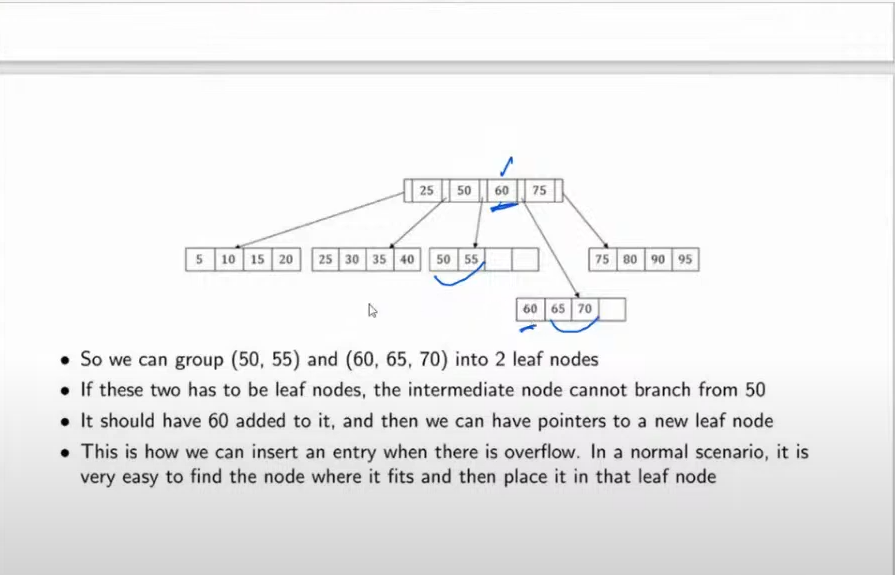 25 50 60 75
5 10 15 20 25 30 35 40 50 55 75 80 90 95
60 65 70
• So we can group (50, 55) and (60, 65, 70) into 2 leaf nodes
• If these two has to be leaf nodes, the intermediate node cannot branch from 50
• It should have 60 added to it, and then we can have pointers to a new leaf node
• This is how we can insert an entry when there is overflow. In a normal scenario, it is
very easy to find the node where it fits and then place it in that leaf node